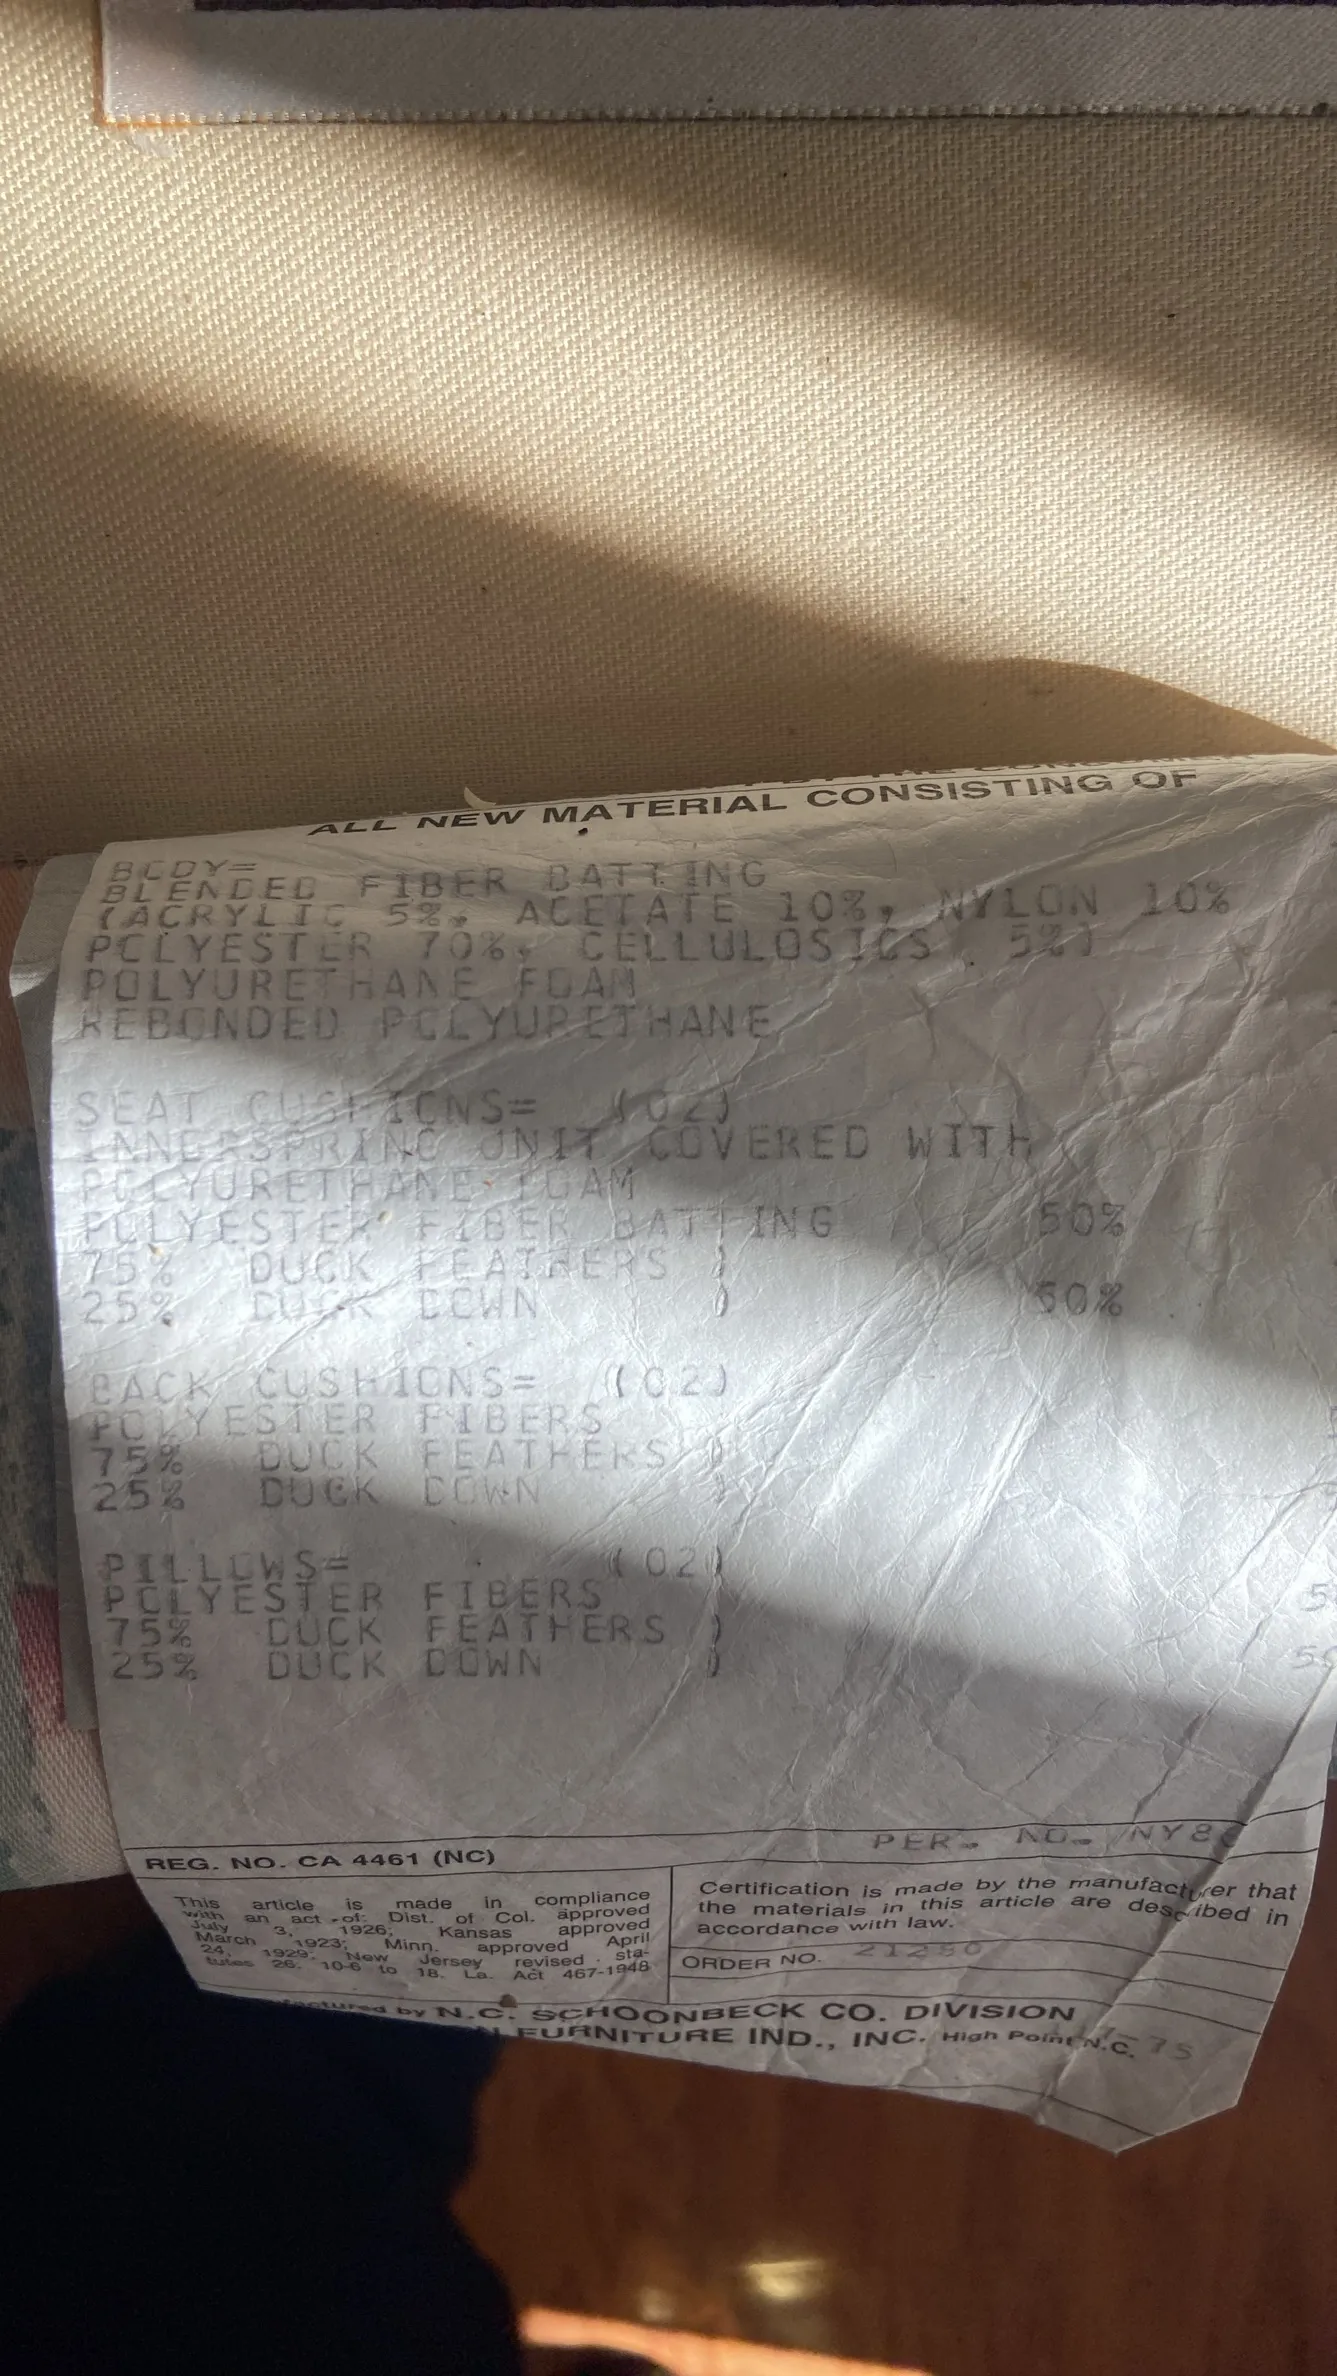 ALL NEW MATERIAL CONSISTING OF
BODY=
BLENDED FIBER BATTING
(ACRYLIC 5%, ACETATE 10%, NYLON 10%
POLYESTER 70%, CELLULOSICS 5%)
POLYURETHANE FOAM
REBONDED POLYURETHANE
SEAT CUSHIONS= (02)
INNERSPRING UNIT COVERED WITH
POLYURETHANE FOAM
POLYESTER FIBER BATTING 50%
75% DUCK FEATHERS )
25% DUCK DOWN ) 50%
BACK CUSHIONS= (02)
POLYESTER FIBERS
75% DUCK FEATHERS )
25% DUCK DOWN )
PILLOWS= (02)
POLYESTER FIBERS
75% DUCK FEATHERS )
25% DUCK DOWN )
PER. NO. NY8
REG. NO. CA 4461 (NC)
This article is made in compliance
with an act of: Dist. of Col. approved
July 3, 1926; Kansas approved
March 1923; Minn. approved April
24, 1929; New Jersey revised sta-
tutes 26: 10-6 to 18. La. Act 467-1948
Certification is made by the manufacturer that
the materials in this article are described in
accordance with law.
ORDER NO.
by N.C. SCHOONBECK CO. DIVISION
FURNITURE IND., INC. High Point N.C.